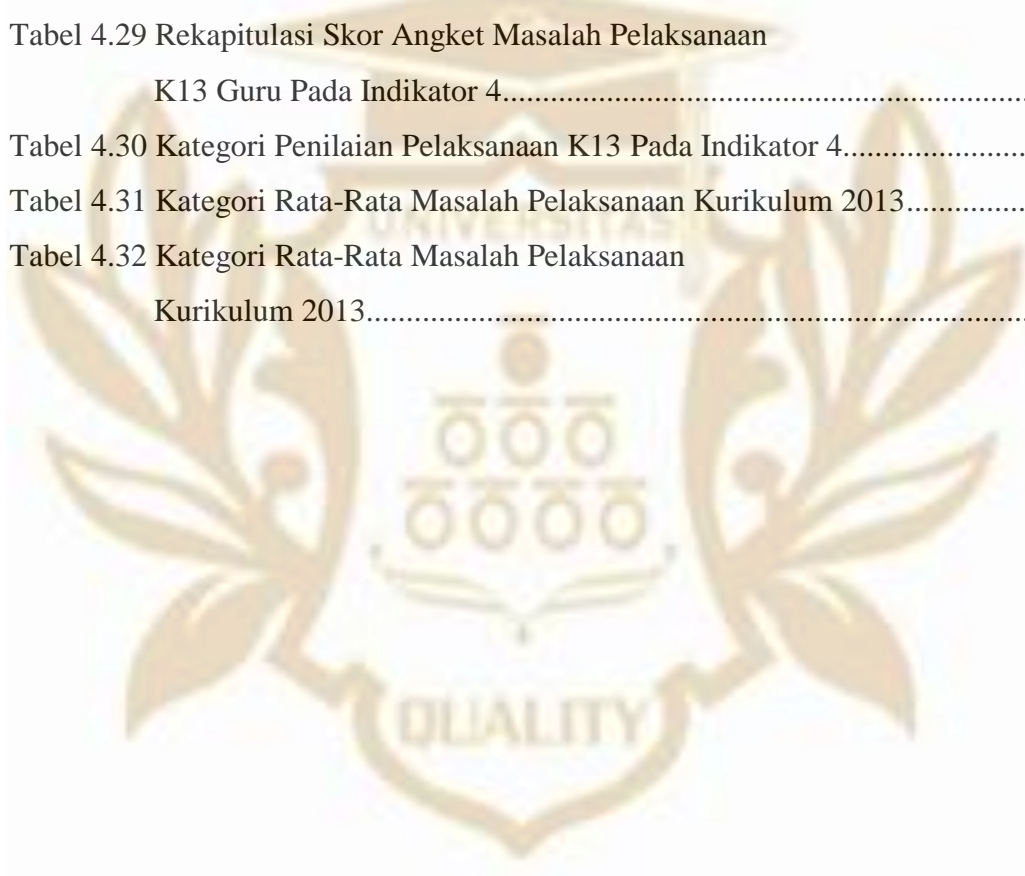 Tabel 4.29 Rekapitulasi Skor Angket Masalah Pelaksanaan
K13 Guru Pada Indikator 4..........................................................................
Tabel 4.30 Kategori Penilaian Pelaksanaan K13 Pada Indikator 4........................
Tabel 4.31 Kategori Rata-Rata Masalah Pelaksanaan Kurikulum 2013................
Tabel 4.32 Kategori Rata-Rata Masalah Pelaksanaan
Kurikulum 2013..........................................................................................
UNIVERSITAS
QUALITY